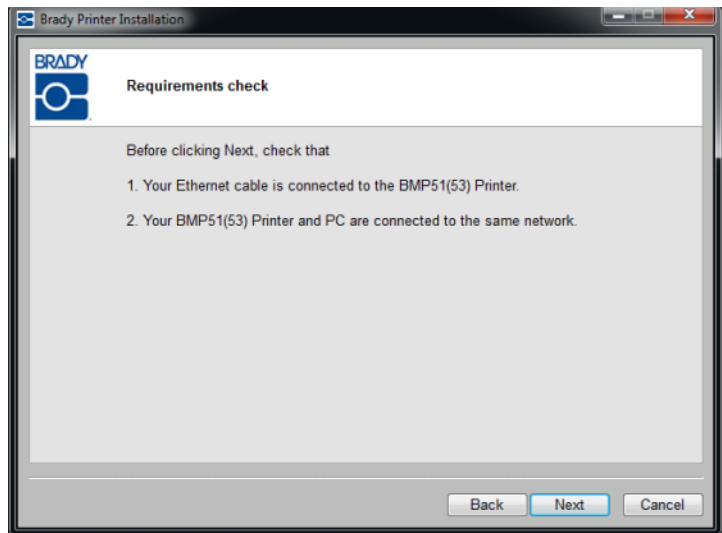 Brady Printer Installation
BRADY
Requirements check
Before clicking Next, check that
1. Your Ethernet cable is connected to the BMP51(53) Printer.
2. Your BMP51(53) Printer and PC are connected to the same network.
Back Next Cancel